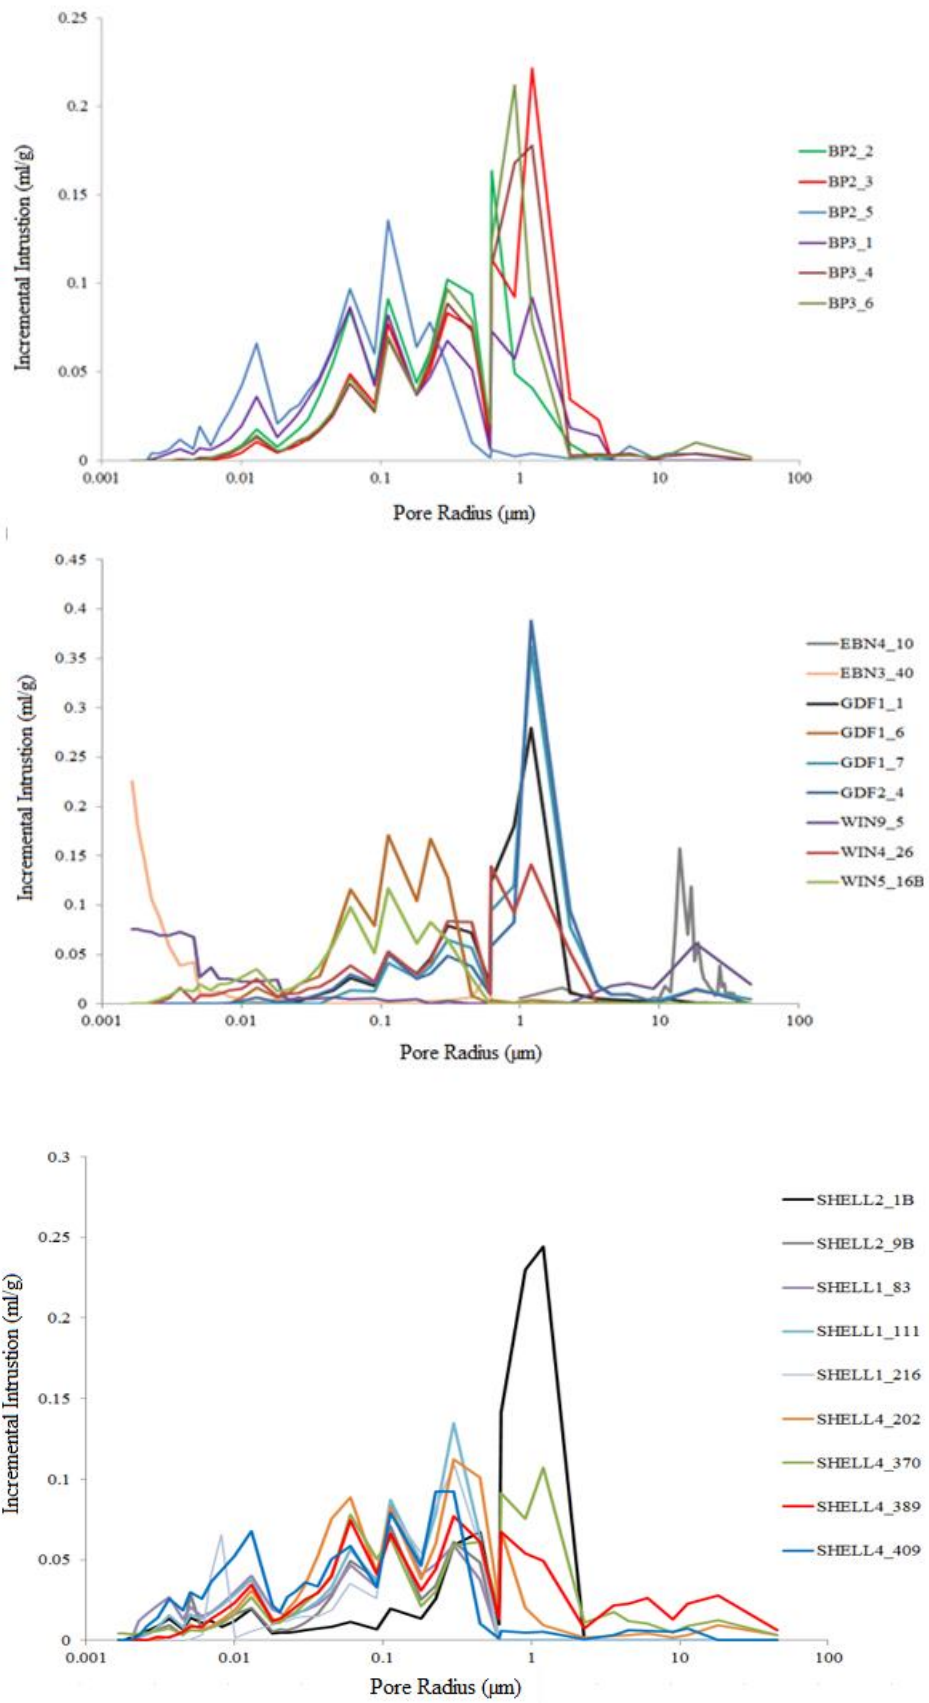 0.25
0.2
0.15
0.1
0.05
0
0.001 0.01 0.1 1 10 100
Incremental Intrustion (ml/g)
Pore Radius (μm)
BP2_2
BP2_3
BP2_5
BP3_1
BP3_4
BP3_6
0.45
0.4
0.35
0.3
0.25
0.2
0.15
0.1
0.05
0
0.001 0.01 0.1 1 10 100
Incremental Intrustion (ml/g)
Pore Radius (μm)
EBN4_10
EBN3_40
GDF1_1
GDF1_6
GDF1_7
GDF2_4
WIN9_5
WIN4_26
WIN5_16B
0.3
0.25
0.2
0.15
0.1
0.05
0
0.001 0.01 0.1 1 10 100
Incremental Intrustion (ml/g)
Pore Radius (μm)
SHELL2_1B
SHELL2_9B
SHELL1_83
SHELL1_111
SHELL1_216
SHELL4_202
SHELL4_370
SHELL4_389
SHELL4_409